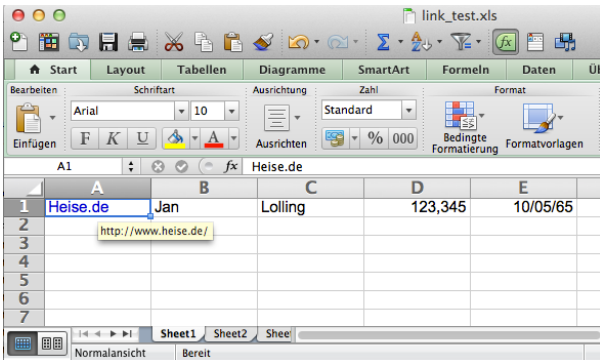 link_test.xls
Start Layout Tabellen Diagramme SmartArt Formeln Daten
Bearbeiten Schriftart Ausrichtung Zahl Format
Arial 10 Standard
Einfügen F K U A Ausrichten % 000 Bedingte Formatierung Formatvorlagen
A1 fx Heise.de
A B C D E
1 Heise.de Jan Lolling 123,345 10/05/65
2 http://www.heise.de/
3
4
5
6
7
Sheet1 Sheet2 Sheet
Normalansicht Bereit